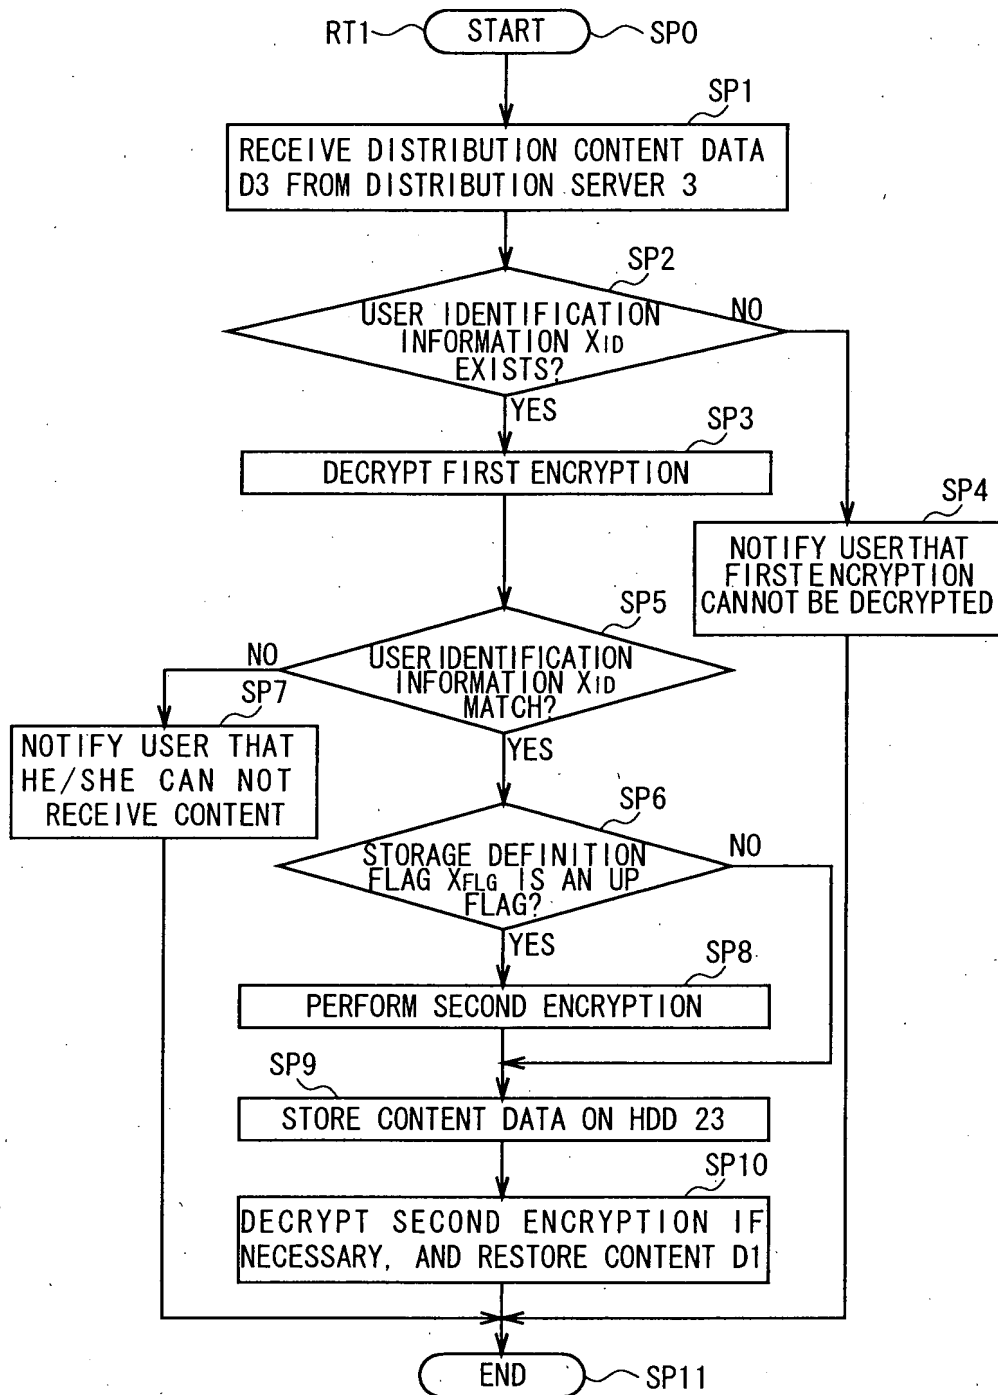 RT1 START SP0
SP1
RECEIVE DISTRIBUTION CONTENT DATA
D3 FROM DISTRIBUTION SERVER 3
SP2
USER IDENTIFICATION
INFORMATION XID
EXISTS?
NO
YES
SP3
DECRYPT FIRST ENCRYPTION
SP4
NOTIFY USER THAT
FIRST ENCRYPTION
CANNOT BE DECRYPTED
SP5
USER IDENTIFICATION
INFORMATION XID
MATCH?
NO
YES
SP7
NOTIFY USER THAT
HE/SHE CAN NOT
RECEIVE CONTENT
SP6
STORAGE DEFINITION
FLAG XFLG IS AN UP
FLAG?
NO
YES
SP8
PERFORM SECOND ENCRYPTION
SP9
STORE CONTENT DATA ON HDD 23
SP10
DECRYPT SECOND ENCRYPTION IF
NECESSARY, AND RESTORE CONTENT D1
END SP11